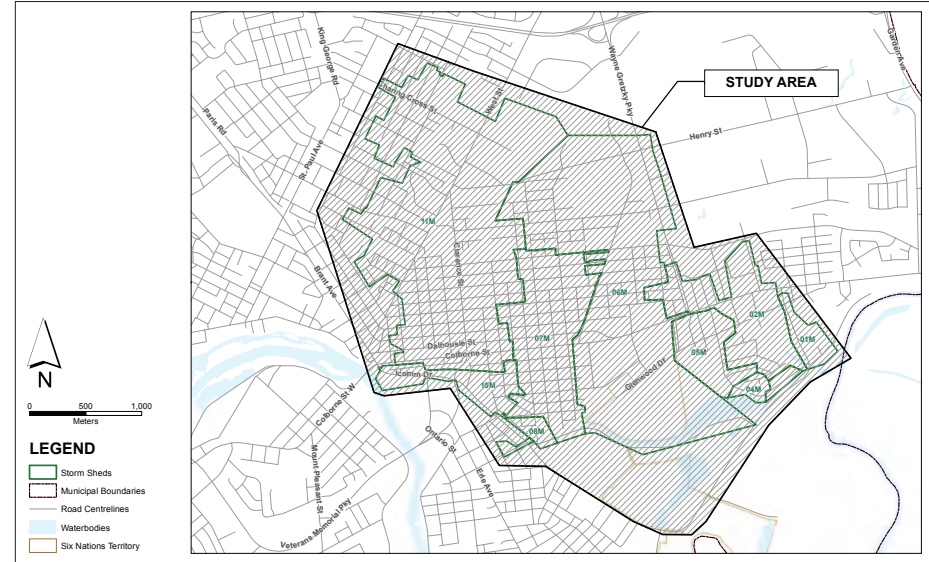 King George Rd
Wayne Gretzky Pky
Garden Ave
STUDY AREA
Charing Cross St
West St
Paris Rd
Henry St
St. Paul Ave
11M
Clarence St
Brant Ave
06M
02M
01M
07M
Dalhousie St
Colborne St
05M
Icomm Dr
Glenwood Dr
10M
04M
Colborne St W
09M
Ontario St
Mount Pleasant St
Erie Ave
Veterans Memorial Pky
N
0 500 1,000
Meters
LEGEND
Storm Sheds
Municipal Boundaries
Road Centrelines
Waterbodies
Six Nations Territory